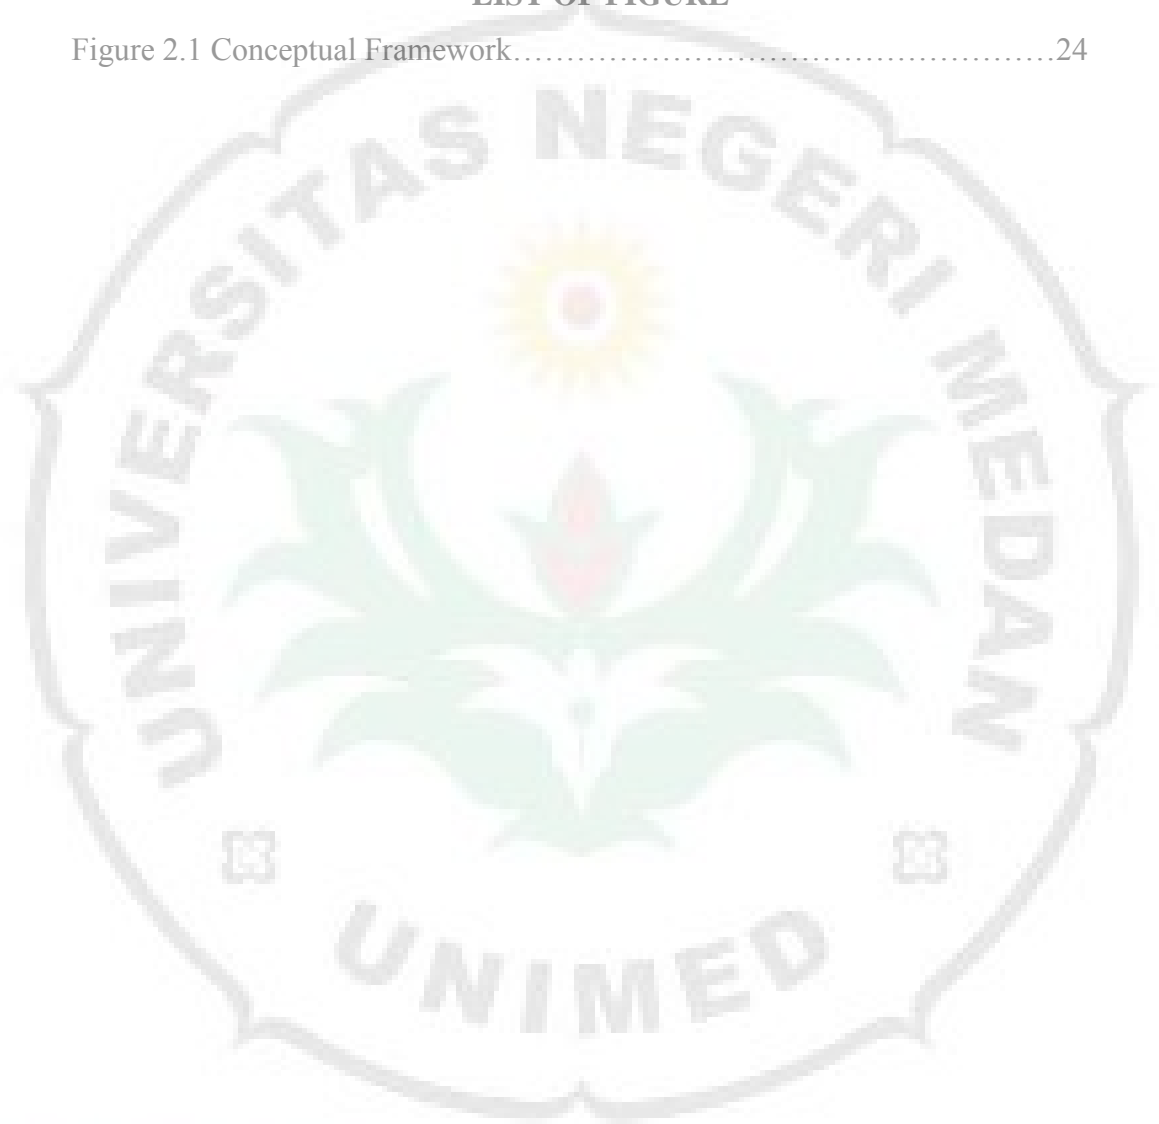 LIST OF FIGURE
Figure 2.1 Conceptual Framework……………………………………………24
UNIVERSITAS NEGERI MEDAN
UNIMED